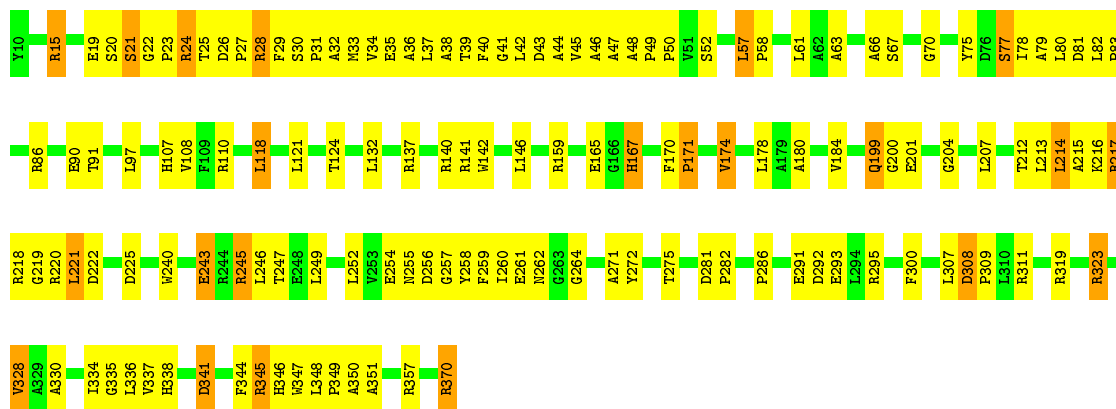 Y10 R15 E19 S20 S21 G22 P23 R24 T25 D26 P27 R28 F29 S30 P31 A32 M33 V34 E35 A36 L37 A38 T39 F40 G41 L42 D43 A44 V45 A46 A47 A48 P49 P50 V51 S52 L57 P58 L61 A62 A63 A66 S67 G70 Y75 D76 S77 I78 A79 L80 D81 L82
R86 E90 T91 L97 H107 V108 F109 R110 L118 L121 T124 L132 R137 R140 R141 W142 L146 R159 E165 G166 H167 F170 P171 V174 L178 A179 A180 V184 Q199 G200 E201 G204 L207 T212 L213 L214 A215 K216
R218 G219 R220 L221 D222 D225 W240 E243 R244 R245 L246 T247 E248 L249 L252 V253 E254 N255 D256 G257 Y258 F259 I260 E261 N262 G263 G264 A271 Y272 T275 D281 P282 P286 E291 D292 E293 L294 R295 F300 L307 D308 P309 L310 R311 R319 R323
V328 A329 A330 I334 G335 L336 V337 H338 D341 F344 R345 H346 W347 L348 P349 A350 A351 R357 R370